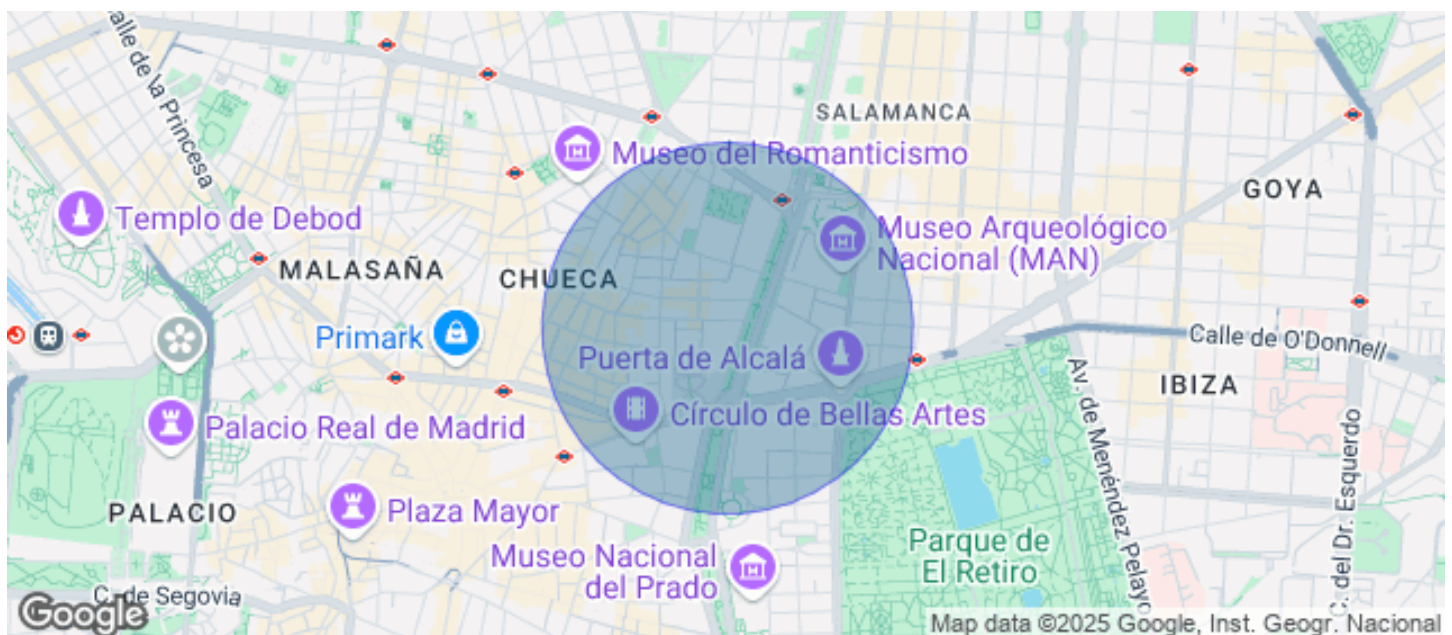 Calle de la Princesa
SALAMANCA
Museo del Romanticismo
GOYA
Templo de Debod
Museo Arqueológico
Nacional (MAN)
MALASAÑA
CHUECA
Primark
Calle de O'Donnell
Puerta de Alcalá
IBIZA
Círculo de Bellas Artes
Palacio Real de Madrid
Av. de Menéndez Pelayo
C. del Dr. Esquerdo
PALACIO
Plaza Mayor
Parque de
El Retiro
Museo Nacional
del Prado
C. de Segovia
Google
Map data ©2025 Google, Inst. Geogr. Nacional